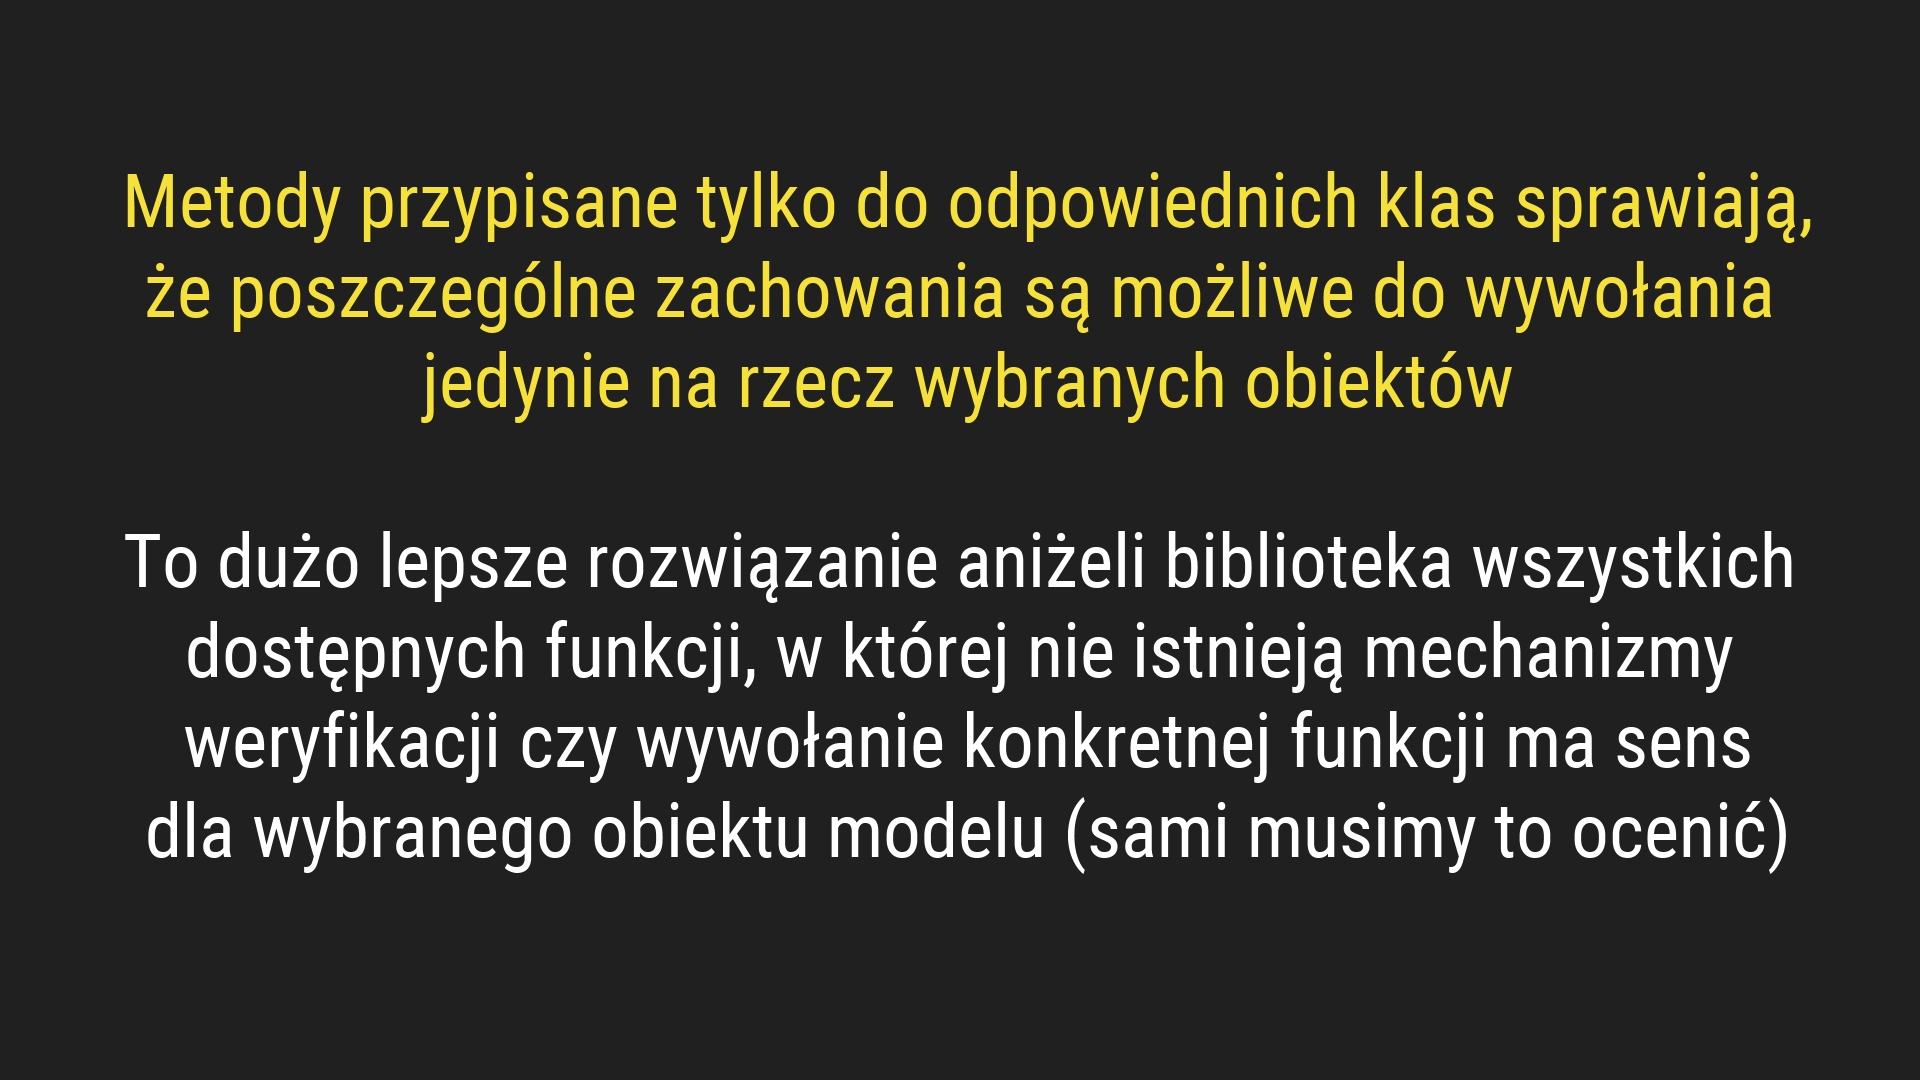 Metody przypisane tylko do odpowiednich klas sprawiają,
że poszczególne zachowania są możliwe do wywołania
jedynie na rzecz wybranych obiektów
To dużo lepsze rozwiązanie aniżeli biblioteka wszystkich
dostępnych funkcji, w której nie istnieją mechanizmy
weryfikacji czy wywołanie konkretnej funkcji ma sens
dla wybranego obiektu modelu (sami musimy to ocenić)